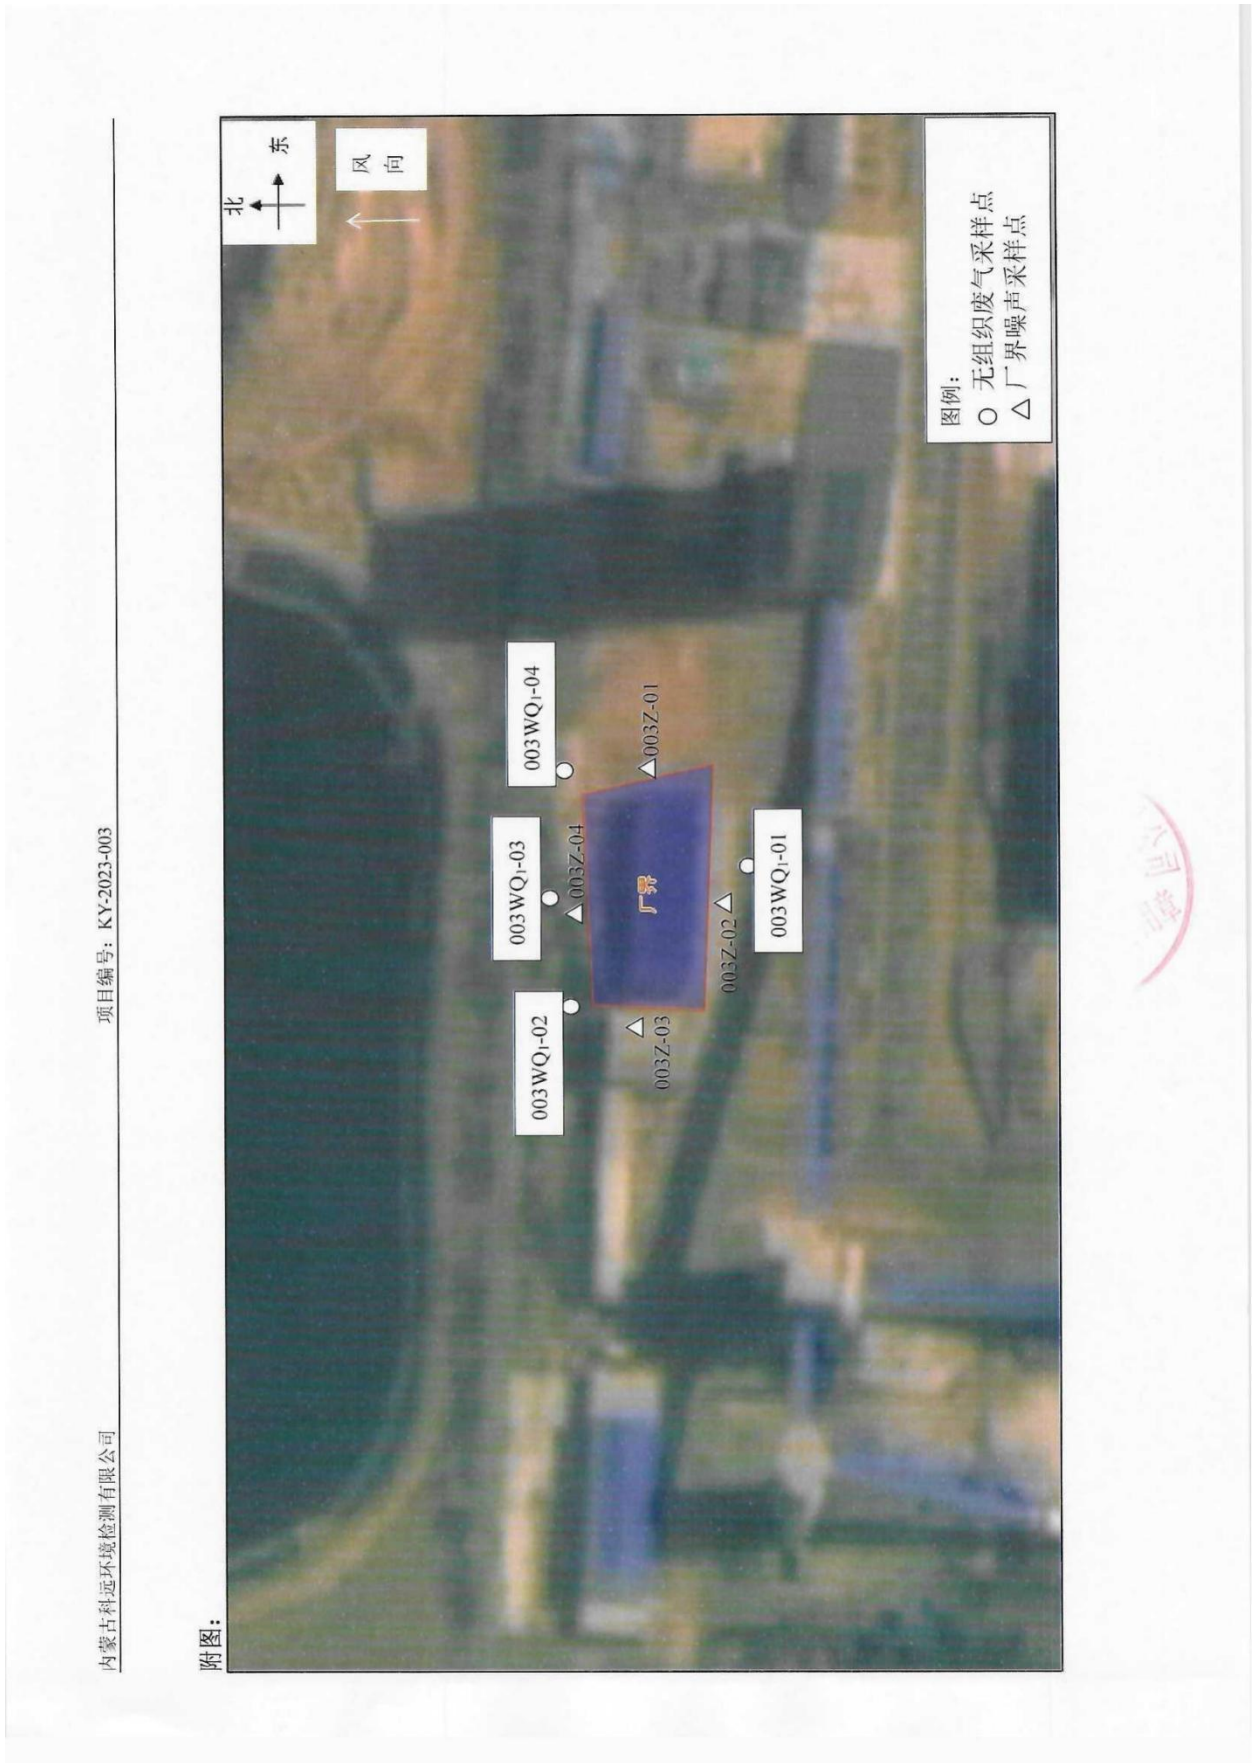 内蒙古科远环境检测有限公司
项目编号：KY-2023-003
附图：
北
东
风
向
003WQ1-02
003WQ1-03
003WQ1-04
003Z-04
003Z-01
厂界
003Z-03
003Z-02
003WQ1-01
图例：
○ 无组织废气采样点
△ 厂界噪声采样点
公司
章